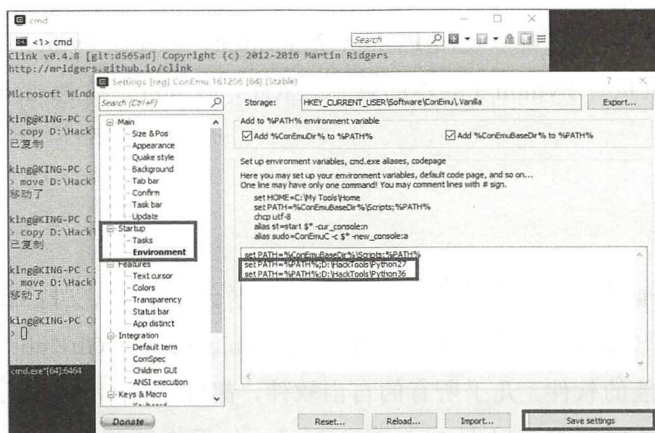 cmd
<1> cmd
Search
Clink v0.4.8 [git:d565ad] Copyright (c) 2012-2016 Martin Ridgers
http://mridgers.github.io/clink
Settings [reg] ConEmu 161206 [64] {Stable}
Microsoft
Search (Ctrl+F)
Storage:
HKEY_CURRENT_USER\Software\ConEmu\.Vanilla
Export...
king@KING-PC C
> copy D:\Hack
已复制
king@KING-PC C
> move D:\Hack
移动了
king@KING-PC C
> copy D:\Hack
已复制
king@KING-PC C
> move D:\Hack
移动了
king@KING-PC C
>
cmd.exe*[64]:6464
Main
Size & Pos
Appearance
Quake style
Background
Tab bar
Confirm
Task bar
Update
Startup
Tasks
Environment
Features
Text cursor
Colors
Transparency
Status bar
App distinct
Integration
Default term
ComSpec
Children GUI
ANSI execution
Keys & Macro
Add to %PATH% environment variable
Add %ConEmuDir% to %PATH%
Add %ConEmuBaseDir% to %PATH%
Set up environment variables, cmd.exe aliases, codepage
Here you may set up your environment variables, default code page, and so on...
One line may have only one command! You may comment lines with # sign.
set HOME=C:\My Tools\Home
set PATH=%ConEmuBaseDir%\Scripts;%PATH%
chcp utf-8
alias st=start $* -cur_console:n
alias sudo=ConEmuC -c $* -new_console:a
set PATH=%ConEmuBaseDir%\Scripts;%PATH%
set PATH=%PATH%;D:\HackTools\Python27
set PATH=%PATH%;D:\HackTools\Python36
Donate
Reset...
Reload...
Import...
Save settings